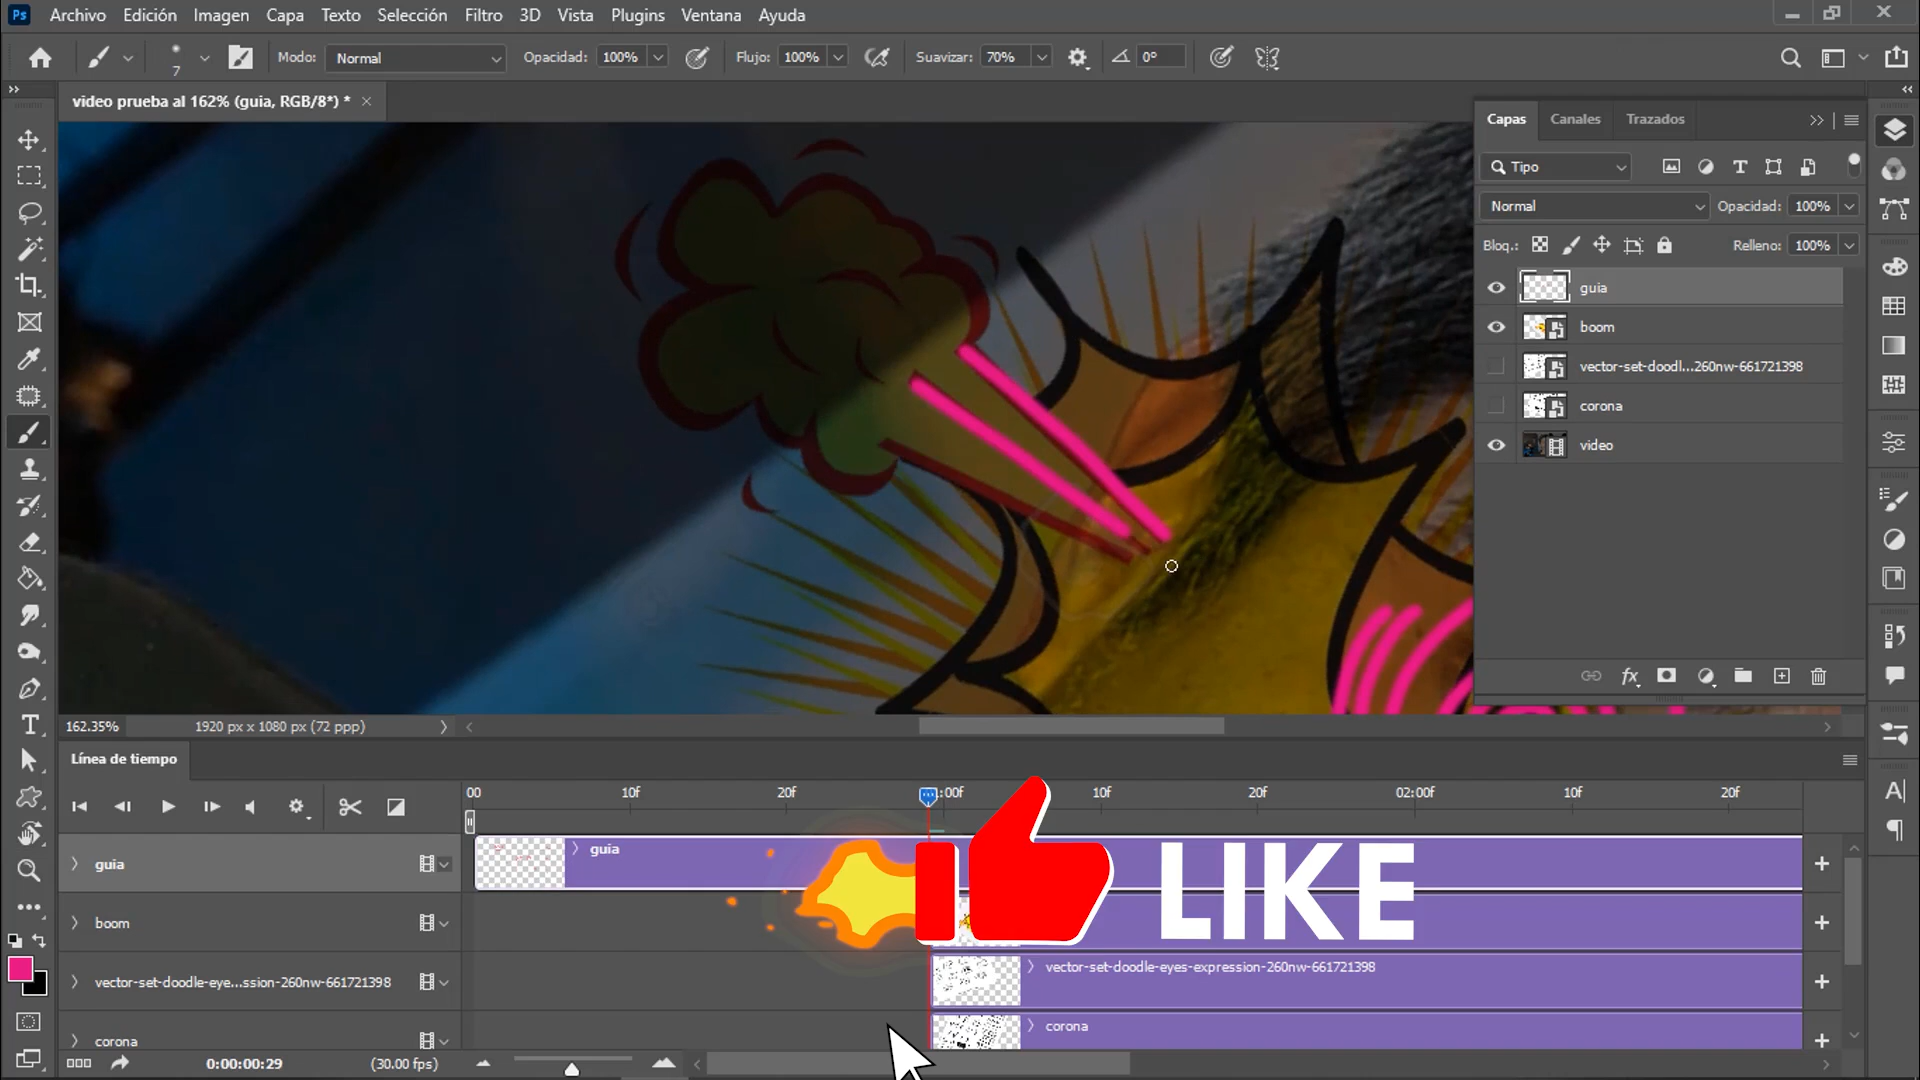 Ps Archivo Edición Imagen Capa Texto Selección Filtro 3D Vista Plugins Ventana Ayuda
7 Modo: Normal Opacidad: 100% Flujo: 100% Suavizar: 70% 0°
video prueba al 162% (guia, RGB/8*) * ×
Capas Canales Trazados
Tipo
Normal Opacidad: 100%
Bloq.: Relleno: 100%
guia
boom
vector-set-doodl...260nw-661721398
corona
video
fx
162.35% 1920 px x 1080 px (72 ppp)
Línea de tiempo
00 10f 20f 1:00f 10f 20f 02:00f 10f 20f
guia guia
boom
LIKE
vector-set-doodle-eye...ssion-260nw-661721398 vector-set-doodle-eyes-expression-260nw-661721398
corona corona
0:00:00:29 (30.00 fps)